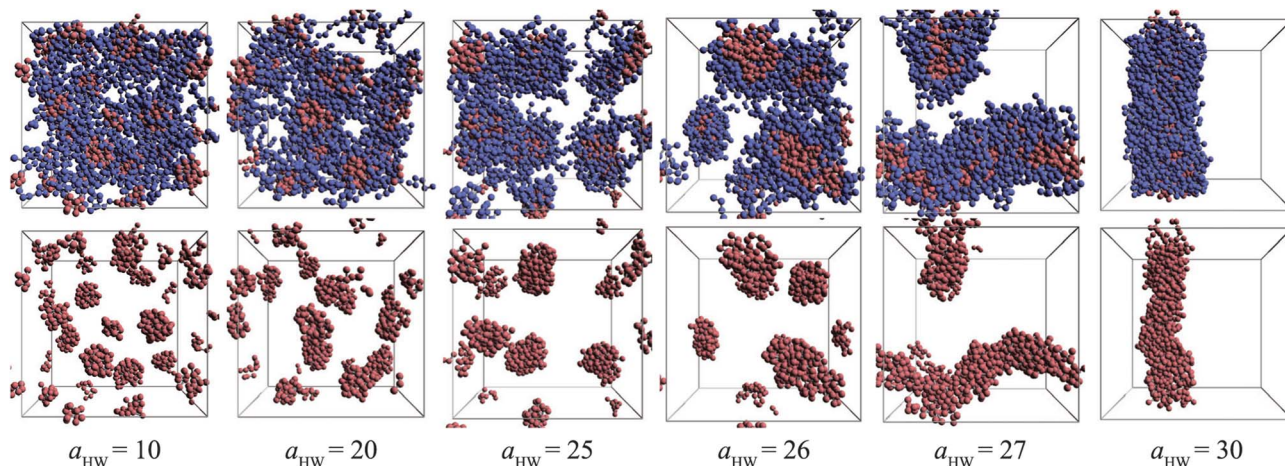 a_HW = 10
a_HW = 20
a_HW = 25
a_HW = 26
a_HW = 27
a_HW = 30